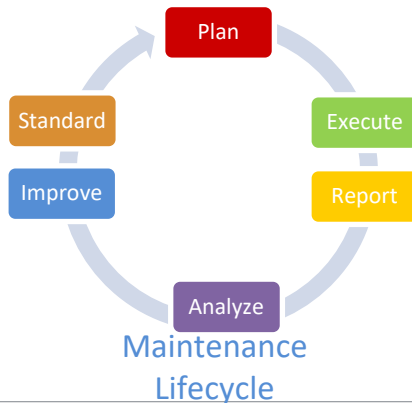 Plan
Standard
Execute
Improve
Report
Analyze
Maintenance
Lifecycle